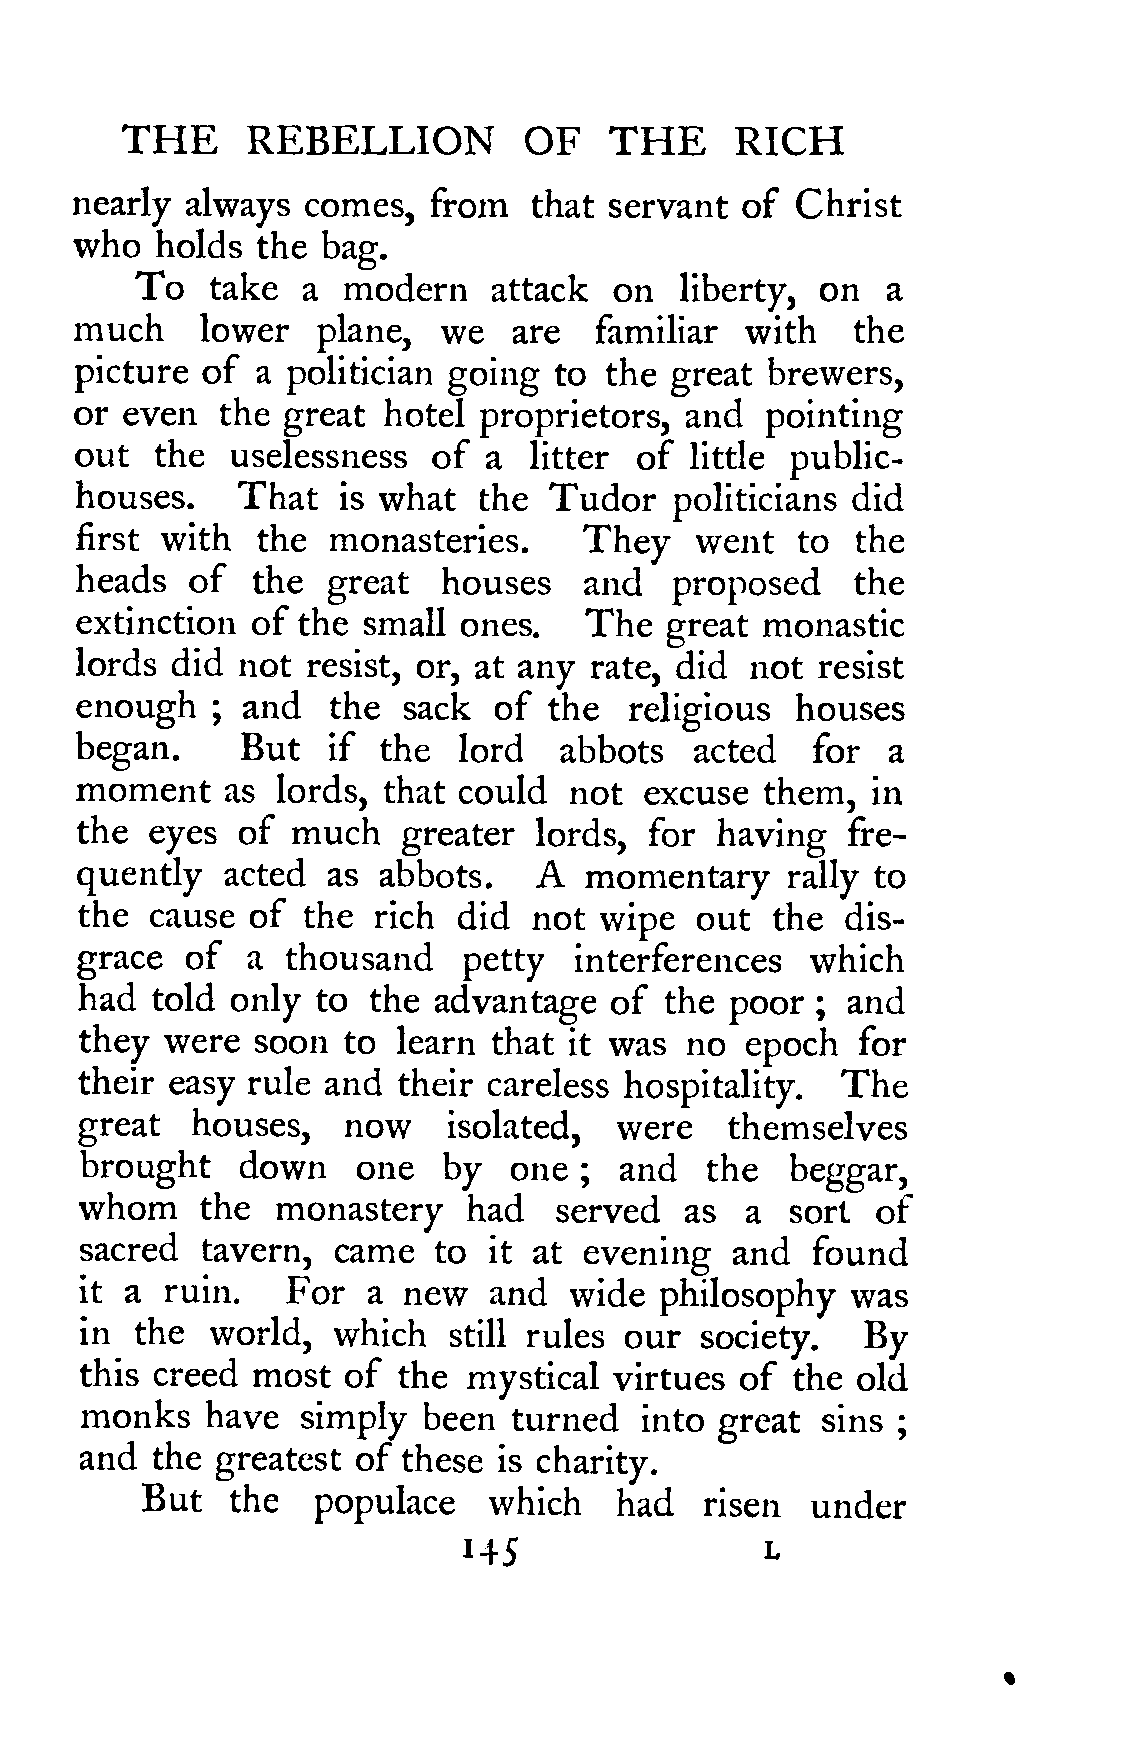 THE REBELLION OF THE RICH
nearly always comes, from that servant of Christ
who holds the bag.
To take a modern attack on liberty, on a
much lower plane, we are familiar with the
picture of a politician going to the great brewers,
or even the great hotel proprietors, and pointing
out the uselessness of a litter of little public-
houses. That is what the Tudor politicians did
first with the monasteries. They went to the
heads of the great houses and proposed the
extinction of the small ones. The great monastic
lords did not resist, or, at any rate, did not resist
enough ; and the sack of the religious houses
began. But if the lord abbots acted for a
moment as lords, that could not excuse them, in
the eyes of much greater lords, for having fre-
quently acted as abbots. A momentary rally to
the cause of the rich did not wipe out the dis-
grace of a thousand petty interferences which
had told only to the advantage of the poor ; and
they were soon to learn that it was no epoch for
their easy rule and their careless hospitality. The
great houses, now isolated, were themselves
brought down one by one ; and the beggar,
whom the monastery had served as a sort of
sacred tavern, came to it at evening and found
it a ruin. For a new and wide philosophy was
in the world, which still rules our society. By
this creed most of the mystical virtues of the old
monks have simply been turned into great sins ;
and the greatest of these is charity.
But the populace which had risen under
145 L